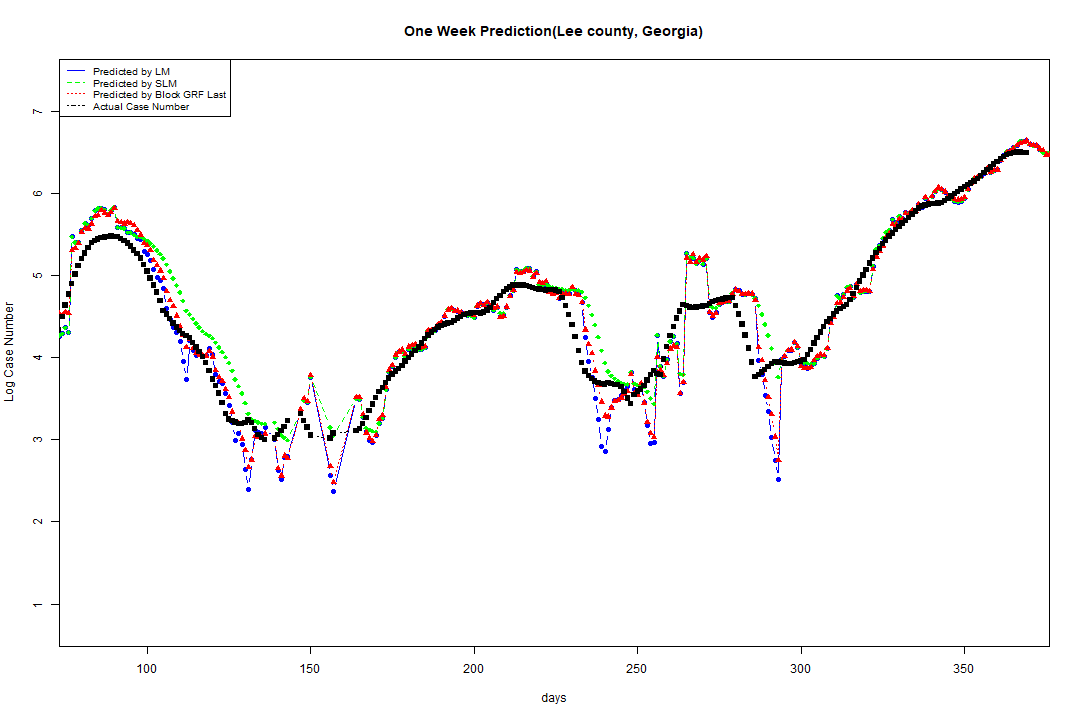 One Week Prediction(Lee county, Georgia)
Predicted by LM
Predicted by SLM
Predicted by Block GRF Last
Actual Case Number
7
6
5
4
3
2
1
Log Case Number
100 150 200 250 300 350
days